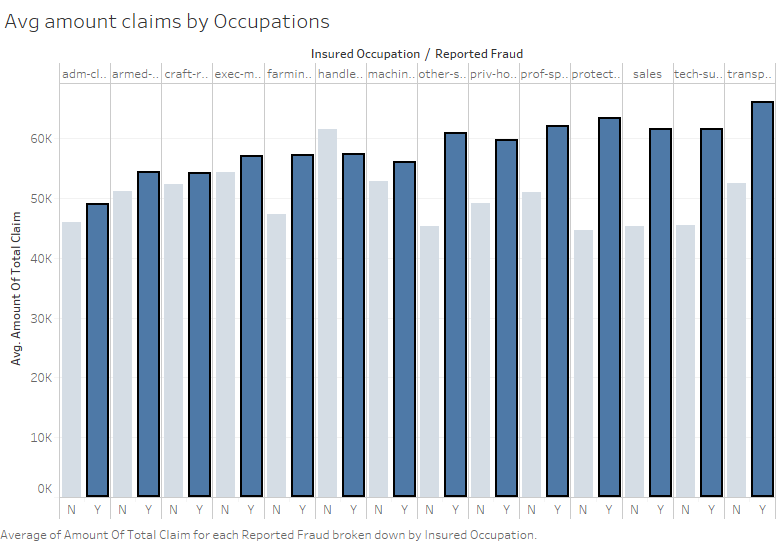 Avg amount claims by Occupations
Insured Occupation / Reported Fraud
adm-cl.. armed-.. craft-r.. exec-m.. farmin.. handle.. machin.. other-s.. priv-ho.. prof-sp.. protect.. sales tech-su.. transp..
60K
50K
40K
30K
20K
10K
0K
Avg. Amount Of Total Claim
N Y N Y N Y N Y N Y N Y N Y N Y N Y N Y N Y N Y N Y N Y
Average of Amount Of Total Claim for each Reported Fraud broken down by Insured Occupation.